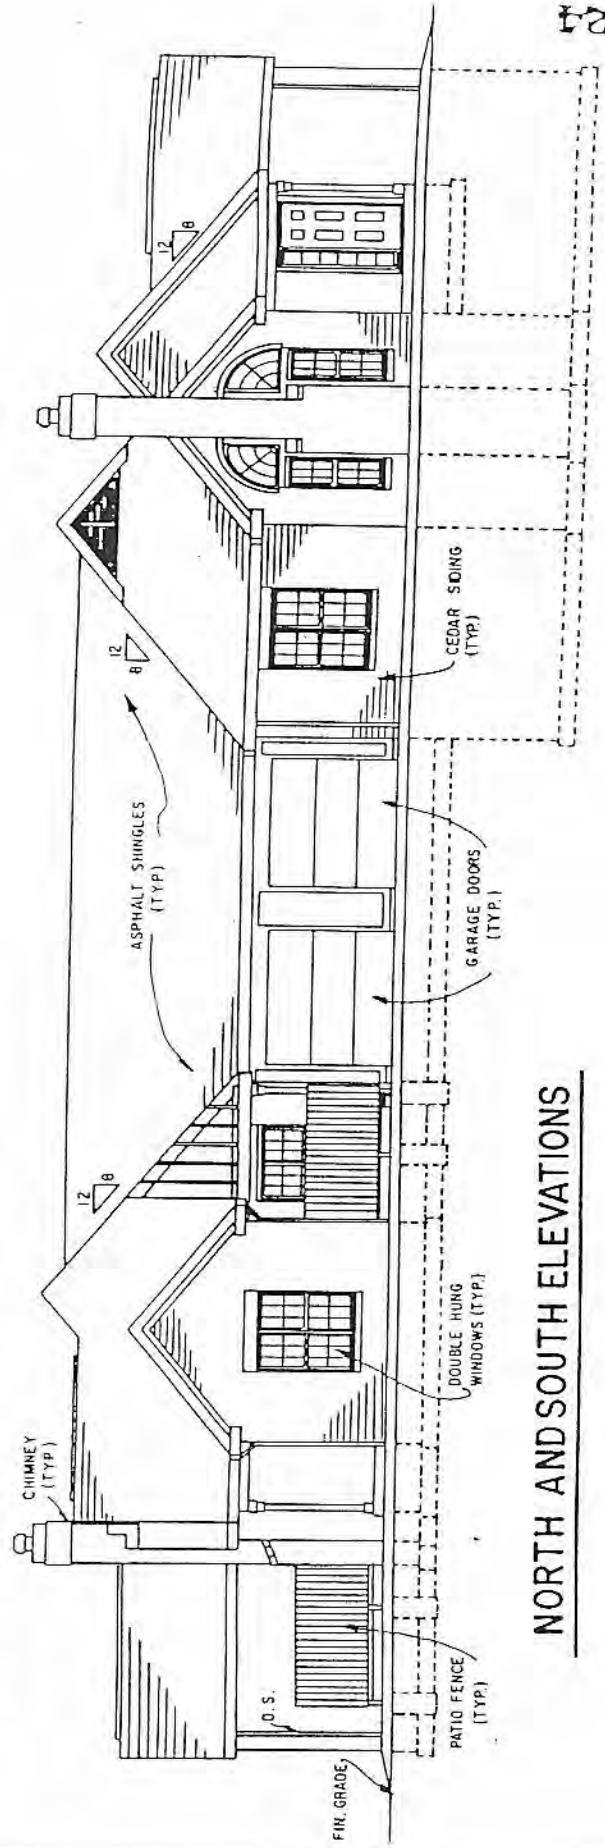 CHIMNEY
(TYP)
12
8
ASPHALT SHINGLES
(TYP)
12
8
12
8
FIN. GRADE
D.S.
PATIO FENCE
(TYP.)
DOUBLE HUNG
WINDOWS (TYP.)
GARAGE DOORS
(TYP.)
CEDAR SIDING
(TYP.)
NORTH AND SOUTH ELEVATIONS